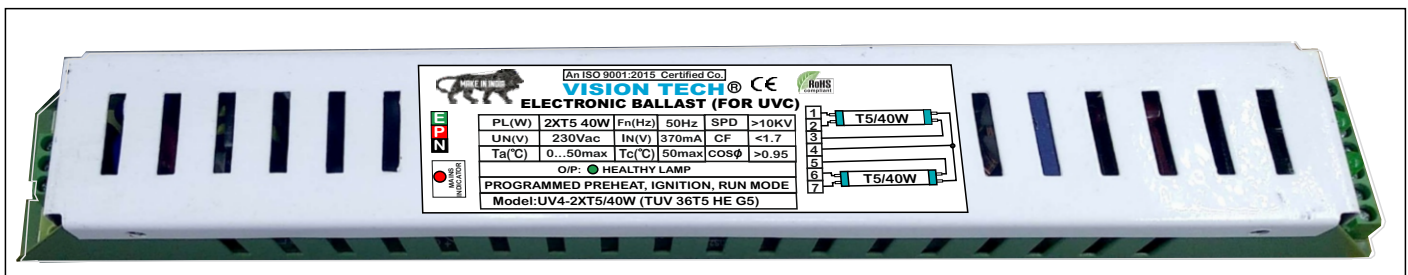 An ISO 9001:2015 Certified Co.
MAKE IN INDIA
VISION TECH® CE
RoHS
compliant
ELECTRONIC BALLAST (FOR UVC)
E
P
N
MAINS
INDICATOR
PL(W) 2XT5 40W Fn(Hz) 50Hz SPD >10KV
UN(V) 230Vac IN(V) 370mA CF <1.7
Ta(℃) 0...50max Tc(℃) 50max COSϕ >0.95
O/P: HEALTHY LAMP
PROGRAMMED PREHEAT, IGNITION, RUN MODE
Model:UV4-2XT5/40W (TUV 36T5 HE G5)
1
2
3
4
5
6
7
T5/40W
T5/40W